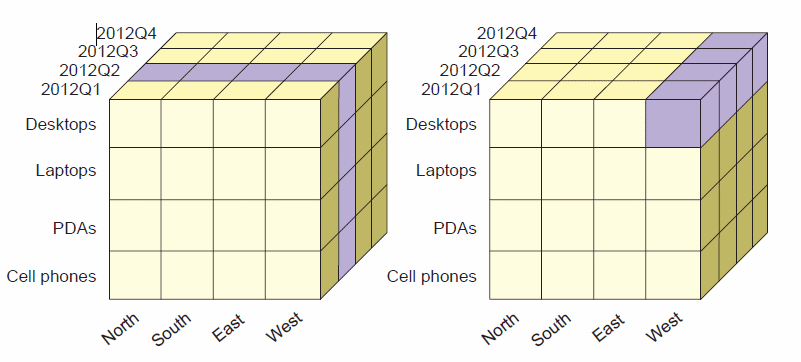 2012Q4
2012Q3
2012Q2
2012Q1
Desktops
Laptops
PDAs
Cell phones
North
South
East
West
2012Q4
2012Q3
2012Q2
2012Q1
Desktops
Laptops
PDAs
Cell phones
North
South
East
West